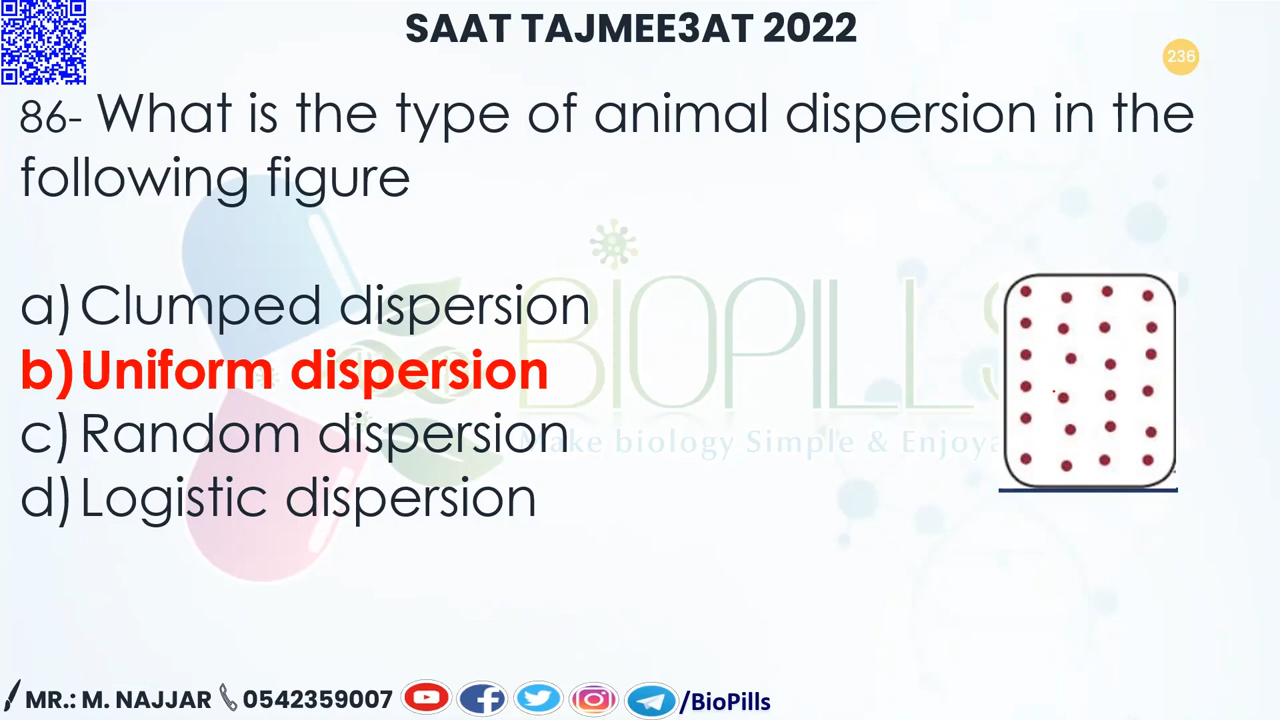 SAAT TAJMEE3AT 2022
236
86- What is the type of animal dispersion in the
following figure
a) Clumped dispersion
b) Uniform dispersion
c) Random dispersion
d) Logistic dispersion
BIOPILLS
Make biology Simple & Enjoya
MR.: M. NAJJAR 0542359007 /BioPills